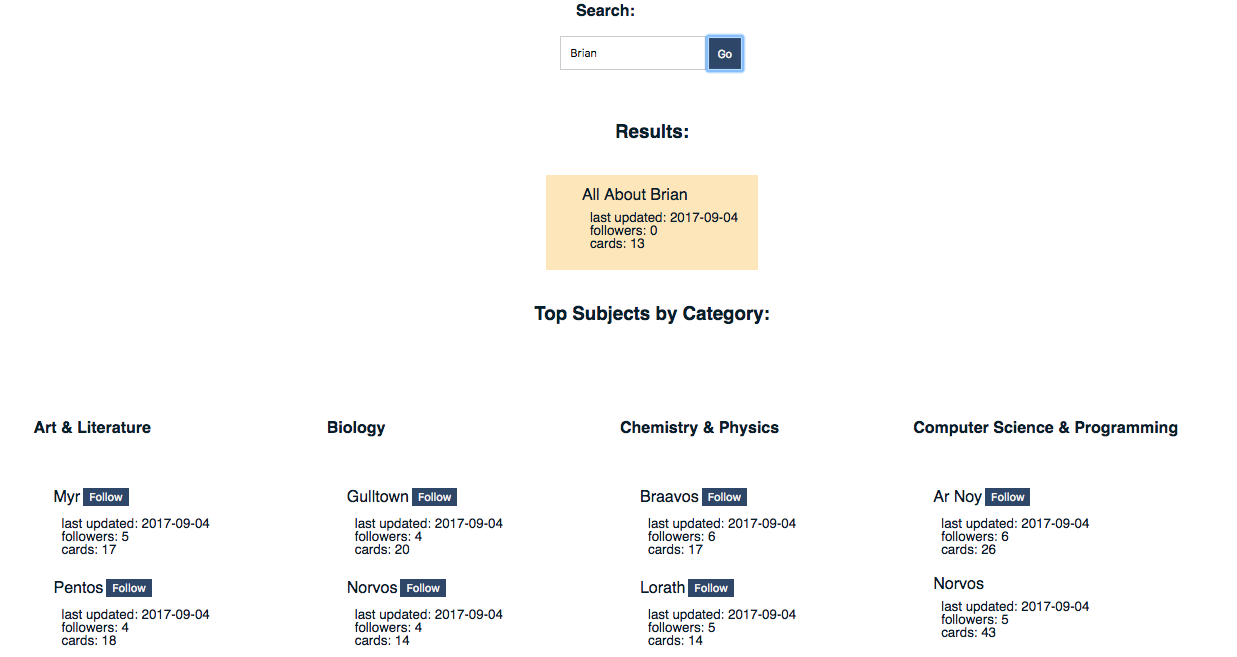 Search:
Brian
Go
Results:
All About Brian
last updated: 2017-09-04
followers: 0
cards: 13
Top Subjects by Category:
Art & Literature
Myr Follow
last updated: 2017-09-04
followers: 5
cards: 17
Pentos Follow
last updated: 2017-09-04
followers: 4
cards: 18
Biology
Gulltown Follow
last updated: 2017-09-04
followers: 4
cards: 20
Norvos Follow
last updated: 2017-09-04
followers: 4
cards: 14
Chemistry & Physics
Braavos Follow
last updated: 2017-09-04
followers: 6
cards: 17
Lorath Follow
last updated: 2017-09-04
followers: 5
cards: 14
Computer Science & Programming
Ar Noy Follow
last updated: 2017-09-04
followers: 6
cards: 26
Norvos
last updated: 2017-09-04
followers: 5
cards: 43